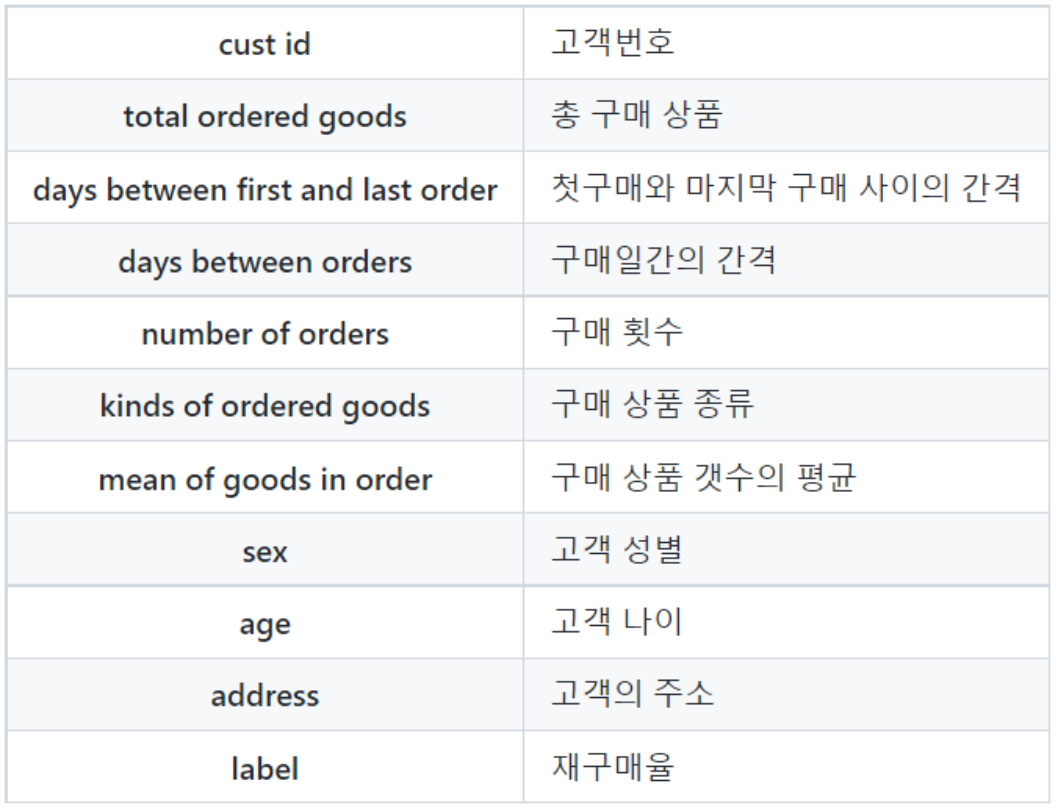 cust id 고객번호
total ordered goods 총 구매 상품
days between first and last order 첫구매와 마지막 구매 사이의 간격
days between orders 구매일간의 간격
number of orders 구매 횟수
kinds of ordered goods 구매 상품 종류
mean of goods in order 구매 상품 갯수의 평균
sex 고객 성별
age 고객 나이
address 고객의 주소
label 재구매율